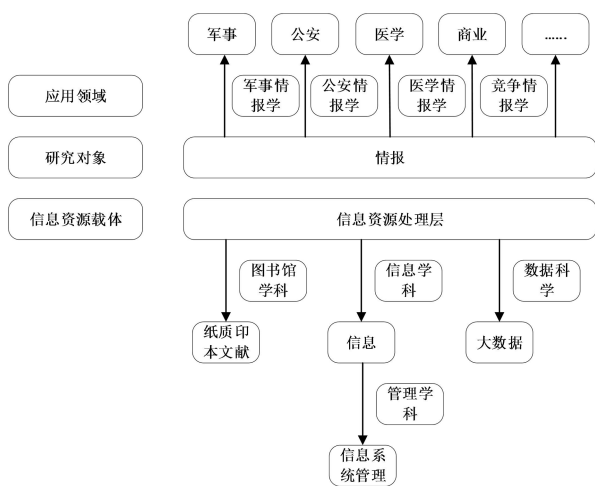 军事
公安
医学
商业
......
应用领域
军事情
报学
公安情
报学
医学情
报学
竞争情
报学
研究对象
情报
信息资源载体
信息资源处理层
图书馆
学科
信息学
科
数据科
学
纸质印
本文献
信息
大数据
管理学
科
信息系
统管理